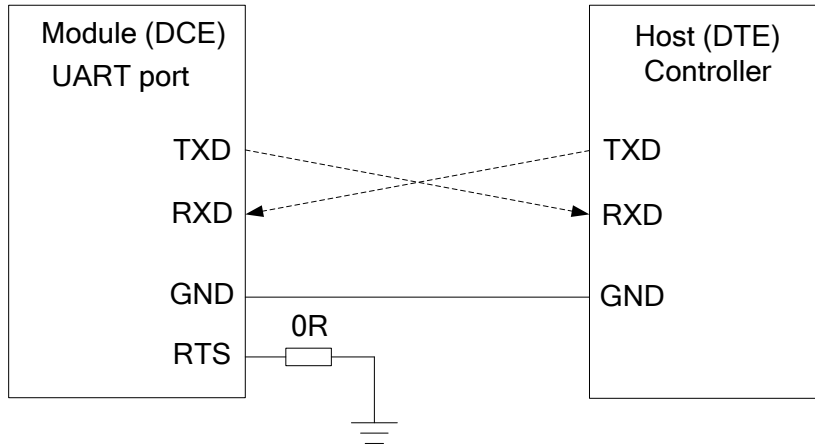 Module (DCE)
UART port
TXD
RXD
GND
RTS
0R
Host (DTE)
Controller
TXD
RXD
GND